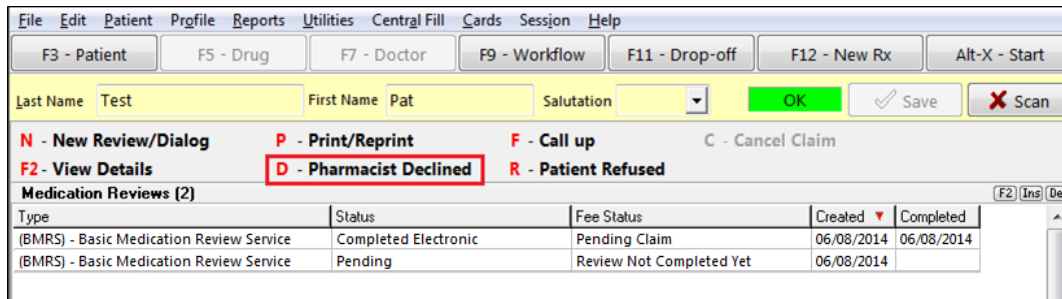 File Edit Patient Profile Reports Utilities Central Fill Cards Session Help
F3 - Patient F5 - Drug F7 - Doctor F9 - Workflow F11 - Drop-off F12 - New Rx Alt-X - Start
Last Name Test First Name Pat Salutation OK Save Scan
N - New Review/Dialog P - Print/Reprint F - Call up C - Cancel Claim
F2 - View Details D - Pharmacist Declined R - Patient Refused
Medication Reviews (2) F2 Ins De
Type Status Fee Status Created Completed
(BMRS) - Basic Medication Review Service Completed Electronic Pending Claim 06/08/2014 06/08/2014
(BMRS) - Basic Medication Review Service Pending Review Not Completed Yet 06/08/2014